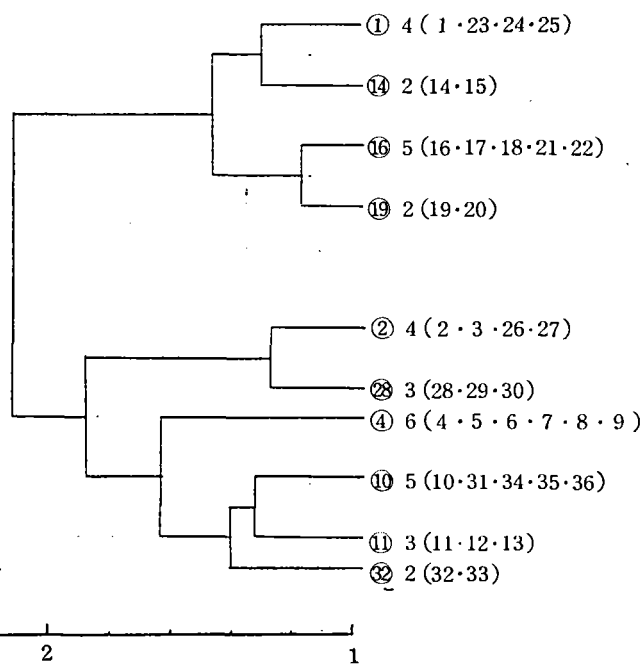 ① 4 ( 1 · 23 · 24 · 25 )
⑭ 2 ( 14 · 15 )
⑯ 5 ( 16 · 17 · 18 · 21 · 22 )
⑲ 2 ( 19 · 20 )
② 4 ( 2 · 3 · 26 · 27 )
㉘ 3 ( 28 · 29 · 30 )
④ 6 ( 4 · 5 · 6 · 7 · 8 · 9 )
⑩ 5 ( 10 · 31 · 34 · 35 · 36 )
⑪ 3 ( 11 · 12 · 13 )
㉜ 2 ( 32 · 33 )
2 1